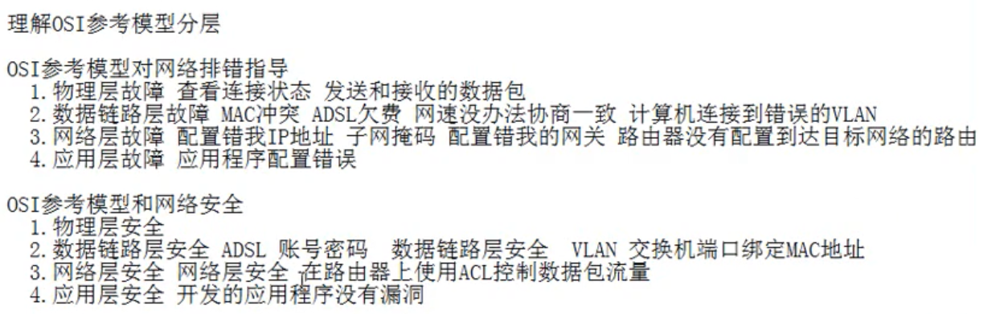 理解OSI参考模型分层
OSI参考模型对网络排错指导
1.物理层故障 查看连接状态 发送和接收的数据包
2.数据链路层故障 MAC冲突 ADSL欠费 网速没办法协商一致 计算机连接到错误的VLAN
3.网络层故障 配置错我IP地址 子网掩码 配置错我的网关 路由器没有配置到达目标网络的路由
4.应用层故障 应用程序配置错误
OSI参考模型和网络安全
1.物理层安全
2.数据链路层安全 ADSL 账号密码 数据链路层安全 VLAN 交换机端口绑定MAC地址
3.网络层安全 网络层安全 在路由器上使用ACL控制数据包流量
4.应用层安全 开发的应用程序没有漏洞